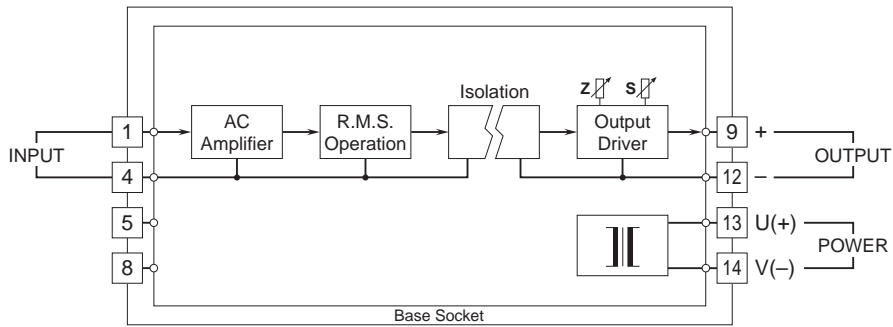 Z S
Isolation
1
AC
Amplifier
R.M.S.
Operation
Output
Driver
9 +
INPUT
OUTPUT
4
12 –
5
13 U(+)
POWER
8
14 V(–)
Base Socket